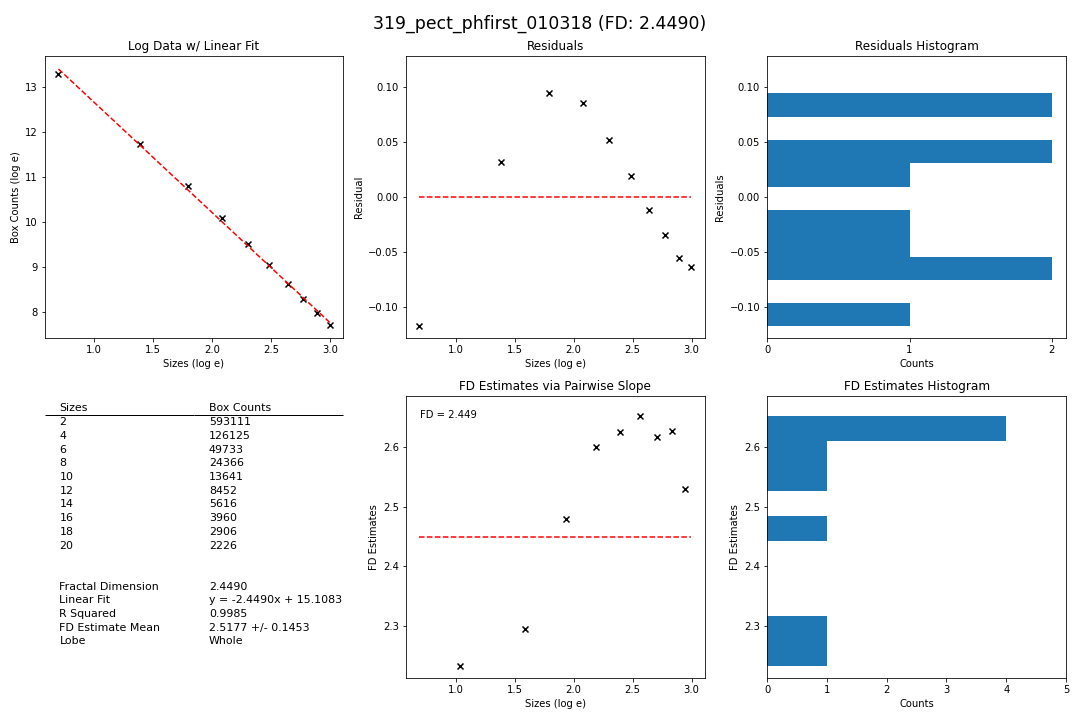 319_pect_phfirst_010318 (FD: 2.4490)
Log Data w/ Linear Fit
13
12
11
10
9
8
Box Counts (log e)
1.0 1.5 2.0 2.5 3.0
Sizes (log e)
Residuals
0.10
0.05
0.00
−0.05
−0.10
Residual
1.0 1.5 2.0 2.5 3.0
Sizes (log e)
Residuals Histogram
0.10
0.05
0.00
−0.05
−0.10
Residuals
0 1 2
Counts
Sizes Box Counts
2 593111
4 126125
6 49733
8 24366
10 13641
12 8452
14 5616
16 3960
18 2906
20 2226
Fractal Dimension 2.4490
Linear Fit y = -2.4490x + 15.1083
R Squared 0.9985
FD Estimate Mean 2.5177 +/- 0.1453
Lobe Whole
FD Estimates via Pairwise Slope
FD = 2.449
2.6
2.5
2.4
2.3
FD Estimates
1.0 1.5 2.0 2.5 3.0
Sizes (log e)
FD Estimates Histogram
2.6
2.5
2.4
2.3
FD Estimates
0 1 2 3 4 5
Counts